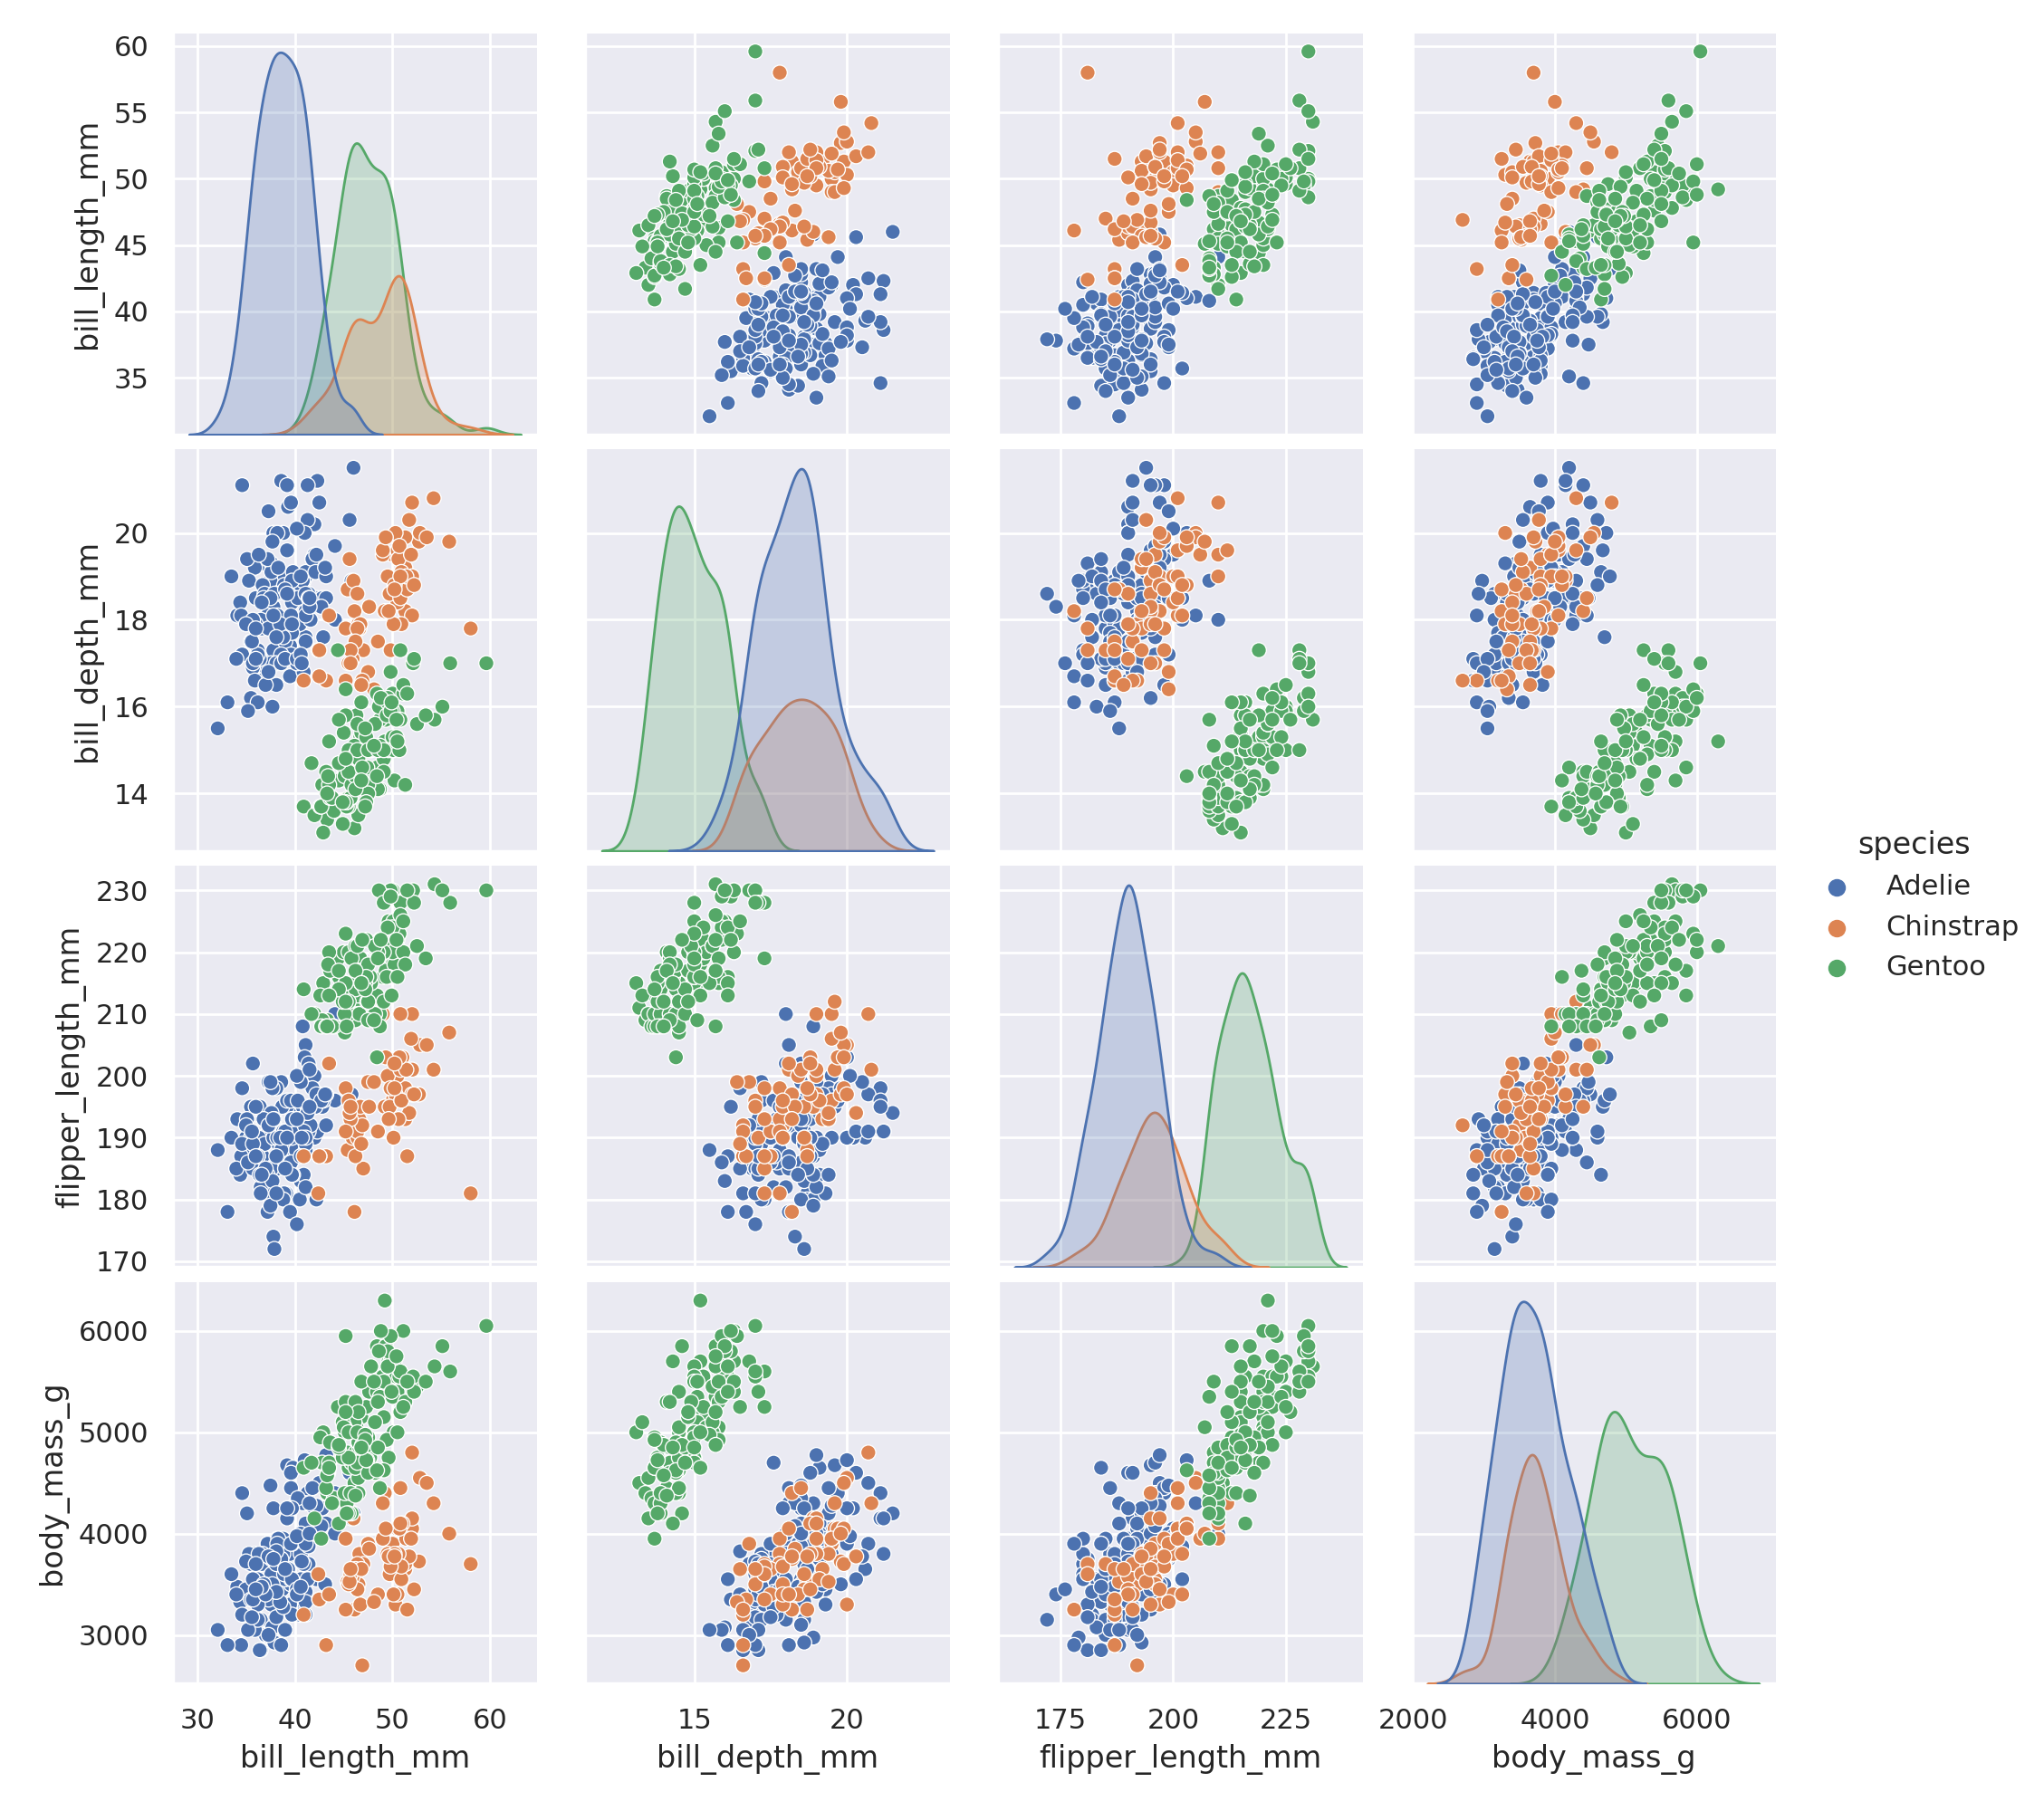 60
55
50
45
40
35
bill_length_mm
20
18
16
14
bill_depth_mm
230
220
210
200
190
180
170
flipper_length_mm
6000
5000
4000
3000
body_mass_g
30 40 50 60
bill_length_mm
15 20
bill_depth_mm
175 200 225
flipper_length_mm
2000 4000 6000
body_mass_g
species
Adelie
Chinstrap
Gentoo